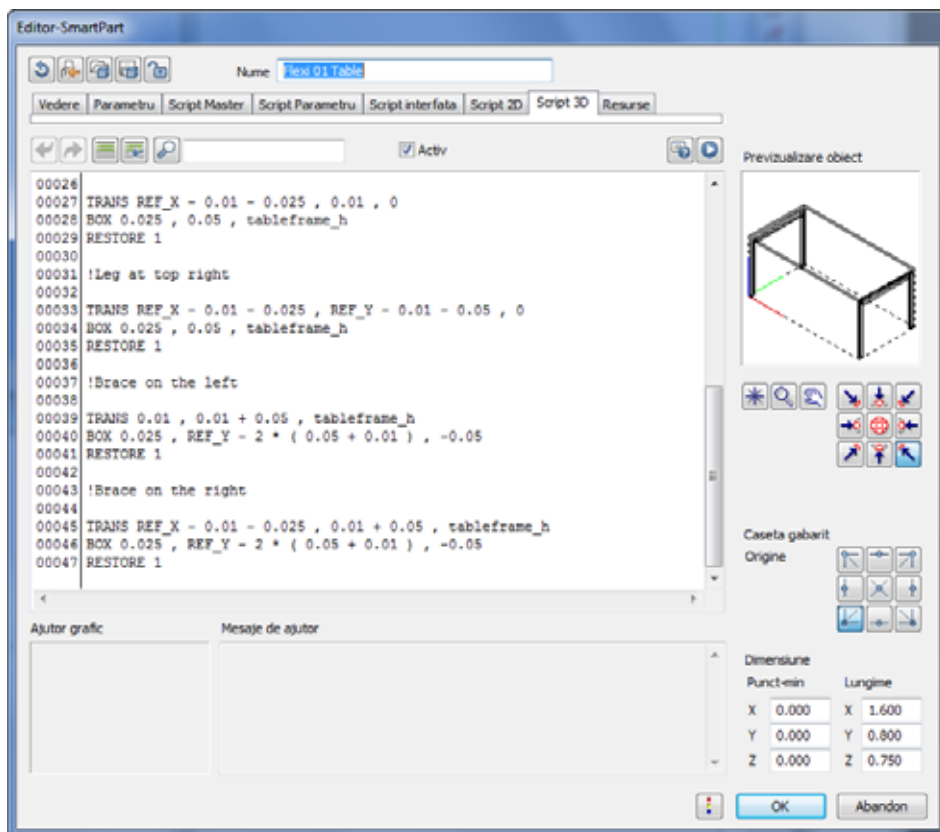 Editor-SmartPart
Nume Flexi 01 Table
Vedere Parametru Script Master Script Parametru Script interfata Script 2D Script 3D Resurse
Activ
Previzualizare obiect
00026
00027 TRANS REF_X - 0.01 - 0.025 , 0.01 , 0
00028 BOX 0.025 , 0.05 , tableframe_h
00029 RESTORE 1
00030
00031 !Leg at top right
00032
00033 TRANS REF_X - 0.01 - 0.025 , REF_Y - 0.01 - 0.05 , 0
00034 BOX 0.025 , 0.05 , tableframe_h
00035 RESTORE 1
00036
00037 !Brace on the left
00038
00039 TRANS 0.01 , 0.01 + 0.05 , tableframe_h
00040 BOX 0.025 , REF_Y - 2 * ( 0.05 + 0.01 ) , -0.05
00041 RESTORE 1
00042
00043 !Brace on the right
00044
00045 TRANS REF_X - 0.01 - 0.025 , 0.01 + 0.05 , tableframe_h
00046 BOX 0.025 , REF_Y - 2 * ( 0.05 + 0.01 ) , -0.05
00047 RESTORE 1
Caseta gabarit
Origine
Ajutor grafic Mesaje de ajutor
Dimensiune
Punct-min Lungime
X 0.000 X 1.600
Y 0.000 Y 0.800
Z 0.000 Z 0.750
OK Abandon